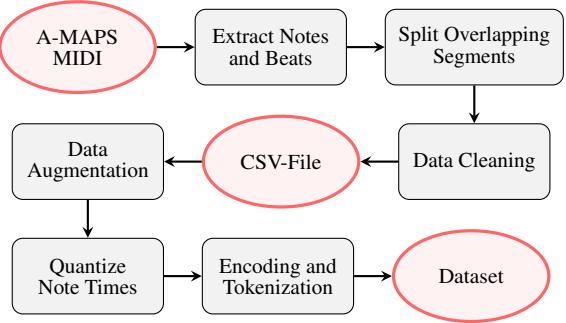 A-MAPS
MIDI
Extract Notes
and Beats
Split Overlapping
Segments
Data Cleaning
CSV-File
Data
Augmentation
Quantize
Note Times
Encoding and
Tokenization
Dataset